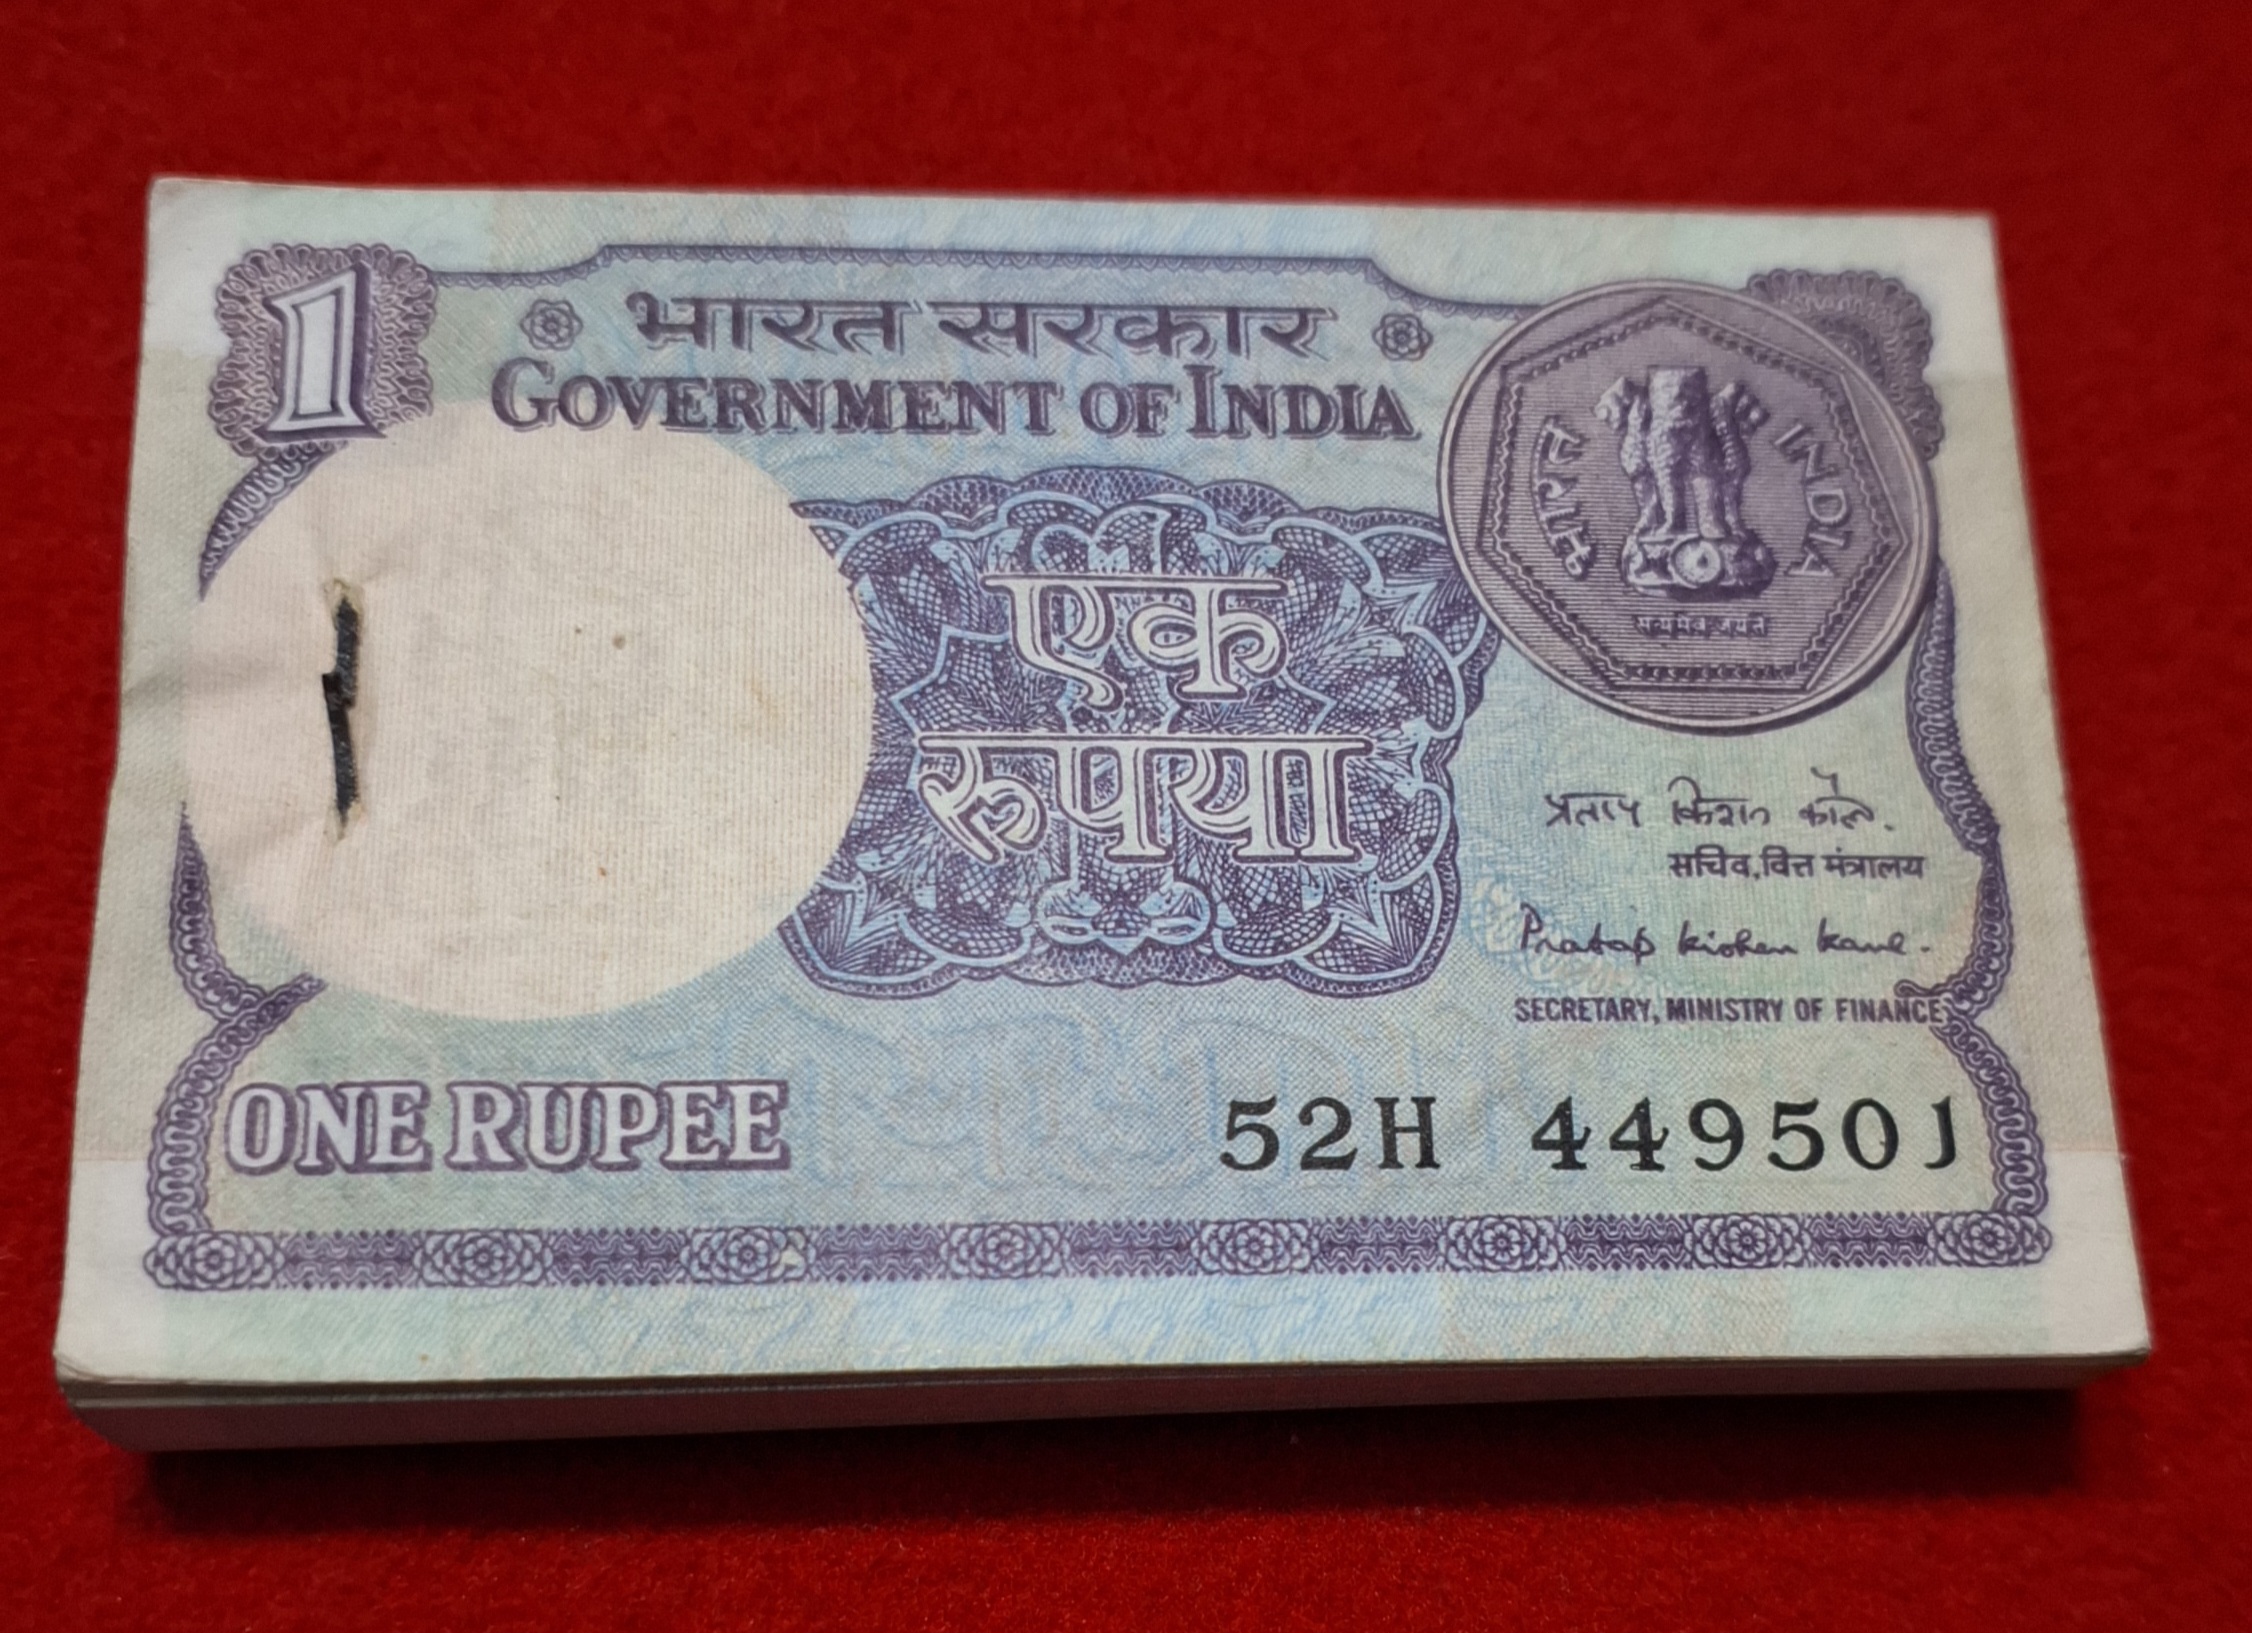 1
भारत सरकार
GOVERNMENT OF INDIA
भारत
INDIA
सत्यमेव जयते
एक
रूपया
प्रताप किशन कौल.
सचिव, वित्त मंत्रालय
Pratap Kishen Kaul.
SECRETARY, MINISTRY OF FINANCE
ONE RUPEE
52H 449501